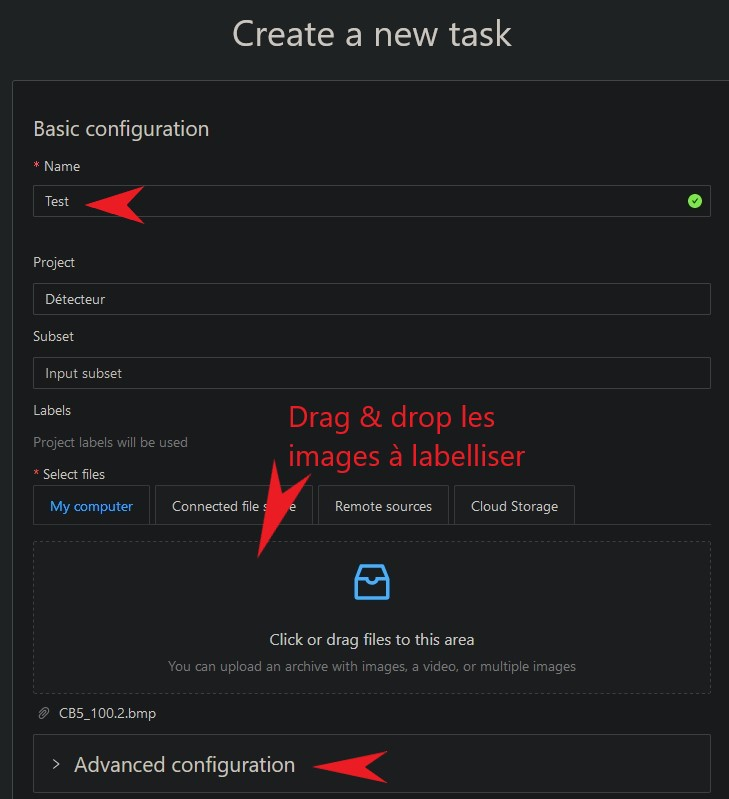 Create a new task
Basic configuration
* Name
Test
Project
Détecteur
Subset
Input subset
Labels
Drag & drop les
images à labelliser
Project labels will be used
* Select files
My computer
Connected file
Remote sources
Cloud Storage
Click or drag files to this area
You can upload an archive with images, a video, or multiple images
CB5_100.2.bmp
> Advanced configuration